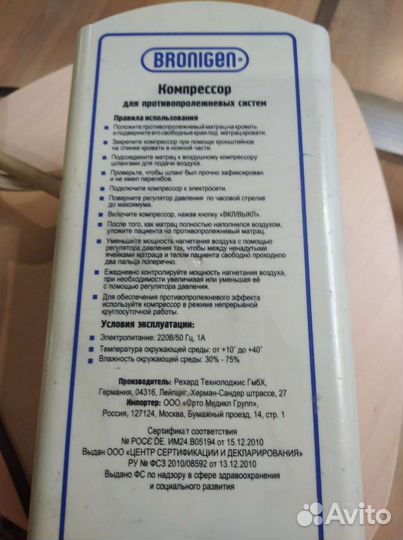 BRONIGEN®
Компрессор
для противопролежневых систем
Правила использования
Положите противопролежневый матрац на кровать
и подверните его свободные края под матрац кровати.
Закрепите компрессор при помощи кронштейнов
на спинке кровати в ножной части.
Подсоедините матрац к воздушному компрессору
шлангами для подачи воздуха.
Проверьте, чтобы шланг был прочно зафиксирован
и не имел перегибов.
Подключите компрессор к электросети.
Поверните регулятор давления по часовой стрелке
до максимума.
Включите компрессор, нажав кнопку «ВКЛ/ВЫКЛ».
После того, как матрац полностью наполнился воздухом,
уложите пациента на противопролежневый матрац.
Уменьшите мощность нагнетания воздуха с помощью
регулятора давления так, чтобы между ненадутыми
ячейками матраца и телом пациента свободно проходило
два пальца поперечно.
Ежедневно контролируйте мощность нагнетания воздуха,
при необходимости увеличивая или уменьшая её
с помощью регулятора давления.
Для обеспечения противопролежневого эффекта
используйте компрессор в режиме непрерывной
круглосуточной работы.
Условия эксплуатации:
Электропитание: 220В/50 Гц, 1А
Температура окружающей среды: от +10˚ до +40˚
Влажность окружающей среды: 30% - 75%
Производитель: Рехард Технолоджис ГмбХ,
Германия, 04316, Лейпциг, Херман-Сандер штрассе, 27
Импортер: ООО «Орто Медикл Групп»,
Россия, 127124, Москва, Бумажный проезд, 14, стр. 1
Сертификат соответствия
№ РОСС DE. ИМ24.В05194 от 15.12.2010
Выдан ООО «ЦЕНТР СЕРТИФИКАЦИИ И ДЕКЛАРИРОВАНИЯ»
РУ № ФСЗ 2010/08592 от 13.12.2010
Выдано ФС по надзору в сфере здравоохранения
и социального развития
Avito